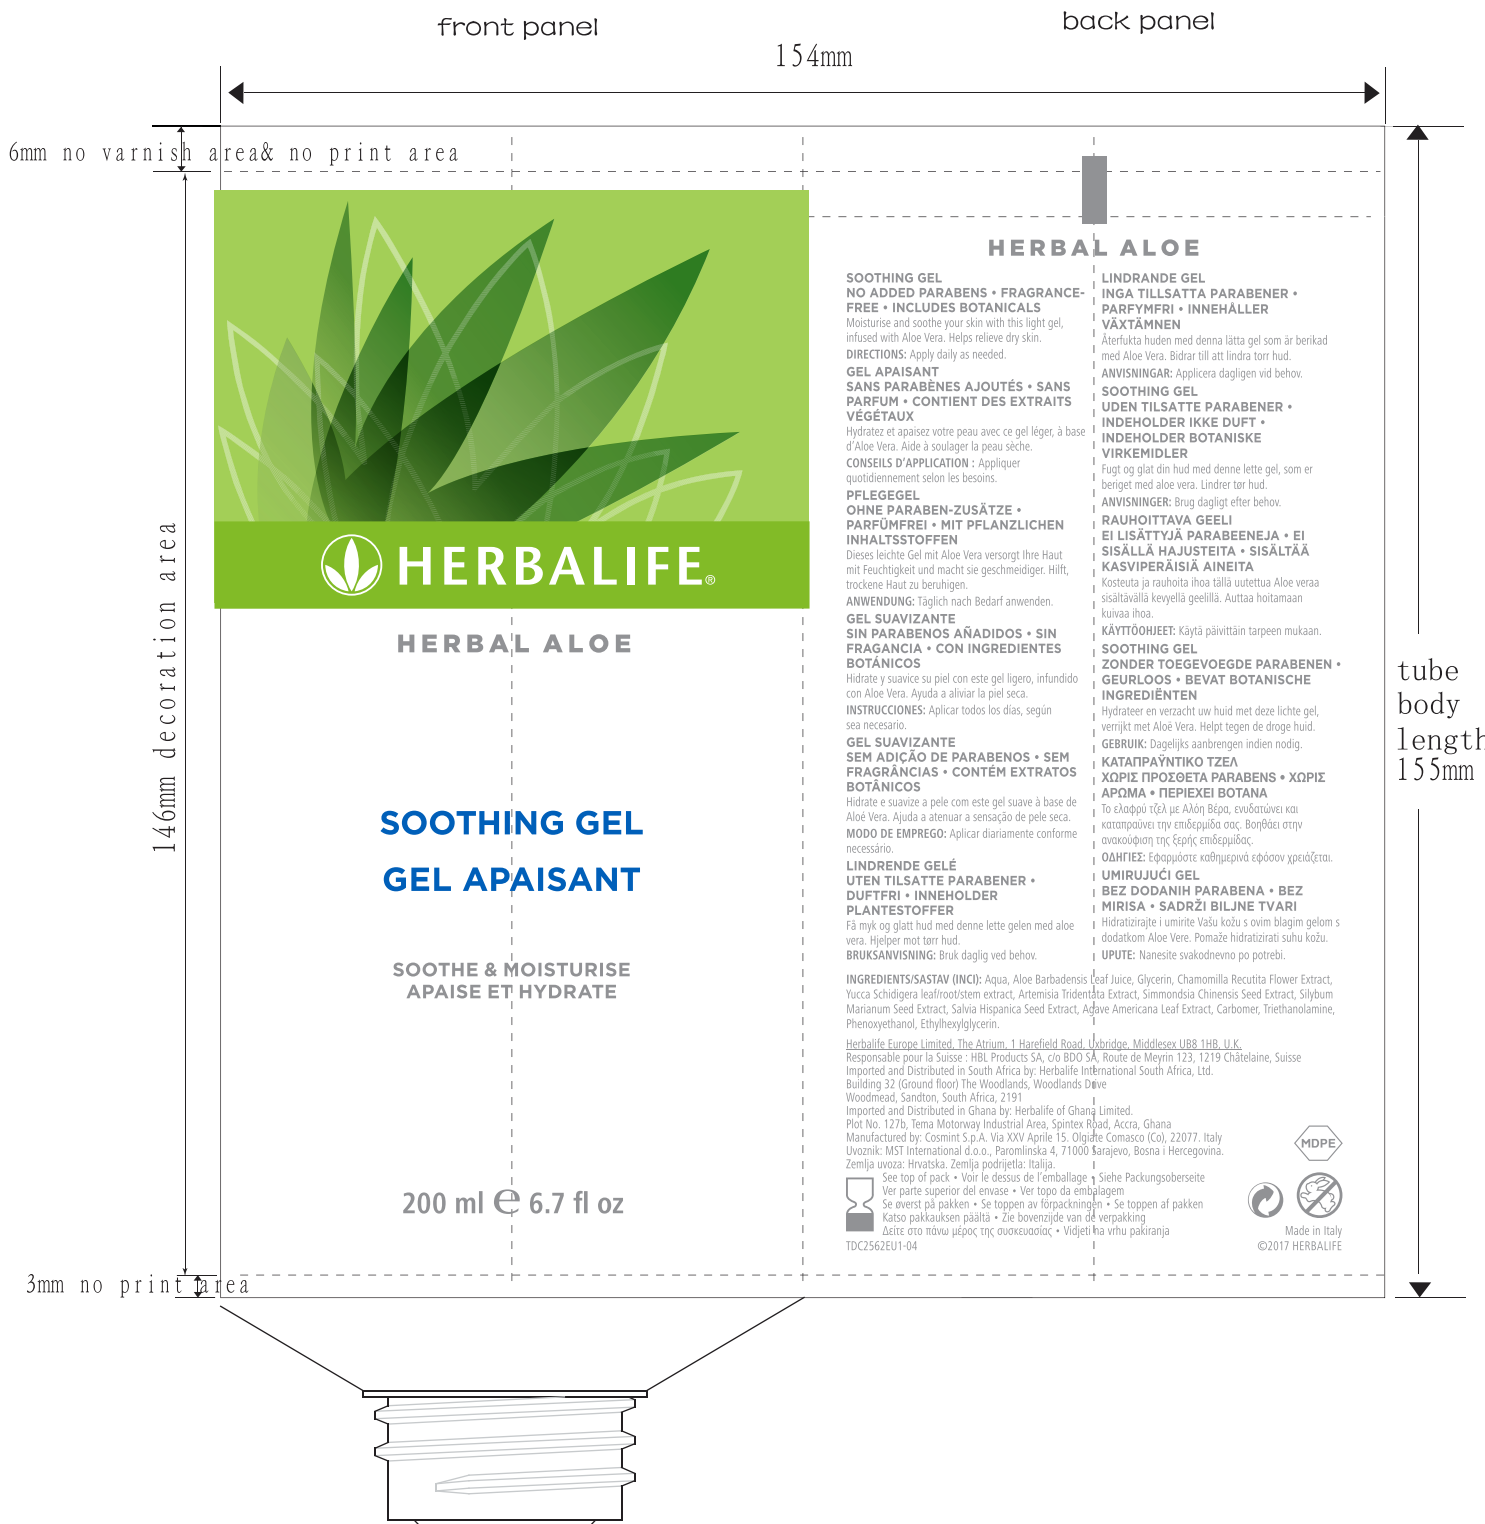 front panel
back panel
154mm
6mm no varnish area& no print area
146mm decoration area
3mm no print area
tube
body
length
155mm
HERBALIFE®
HERBAL ALOE
SOOTHING GEL
GEL APAISANT
SOOTHE & MOISTURISE
APAISE ET HYDRATE
200 ml ℮ 6.7 fl oz
HERBAL ALOE
SOOTHING GEL
NO ADDED PARABENS • FRAGRANCE-
FREE • INCLUDES BOTANICALS
Moisturise and soothe your skin with this light gel,
infused with Aloe Vera. Helps relieve dry skin.
DIRECTIONS: Apply daily as needed.
GEL APAISANT
SANS PARABÈNES AJOUTÉS • SANS
PARFUM • CONTIENT DES EXTRAITS
VÉGÉTAUX
Hydratez et apaisez votre peau avec ce gel léger, à base
d’Aloe Vera. Aide à soulager la peau sèche.
CONSEILS D’APPLICATION : Appliquer
quotidiennement selon les besoins.
PFLEGEGEL
OHNE PARABEN-ZUSÄTZE •
PARFÜMFREI • MIT PFLANZLICHEN
INHALTSSTOFFEN
Dieses leichte Gel mit Aloe Vera versorgt Ihre Haut
mit Feuchtigkeit und macht sie geschmeidiger. Hilft,
trockene Haut zu beruhigen.
ANWENDUNG: Täglich nach Bedarf anwenden.
GEL SUAVIZANTE
SIN PARABENOS AÑADIDOS • SIN
FRAGANCIA • CON INGREDIENTES
BOTÁNICOS
Hidrate y suavice su piel con este gel ligero, infundido
con Aloe Vera. Ayuda a aliviar la piel seca.
INSTRUCCIONES: Aplicar todos los días, según
sea necesario.
GEL SUAVIZANTE
SEM ADIÇÃO DE PARABENOS • SEM
FRAGRÂNCIAS • CONTÉM EXTRATOS
BOTÂNICOS
Hidrate e suavize a pele com este gel suave à base de
Aloé Vera. Ajuda a atenuar a sensação de pele seca.
MODO DE EMPREGO: Aplicar diariamente conforme
necessário.
LINDRENDE GELÉ
UTEN TILSATTE PARABENER •
DUFTFRI • INNEHOLDER
PLANTESTOFFER
Få myk og glatt hud med denne lette gelen med aloe
vera. Hjelper mot tørr hud.
BRUKSANVISNING: Bruk daglig ved behov.
LINDRANDE GEL
INGA TILLSATTA PARABENER •
PARFYMFRI • INNEHÅLLER
VÄXTÄMNEN
Återfukta huden med denna lätta gel som är berikad
med Aloe Vera. Bidrar till att lindra torr hud.
ANVISNINGAR: Applicera dagligen vid behov.
SOOTHING GEL
UDEN TILSATTE PARABENER •
INDEHOLDER IKKE DUFT •
INDEHOLDER BOTANISKE
VIRKEMIDLER
Fugt og glat din hud med denne lette gel, som er
beriget med aloe vera. Lindrer tør hud.
ANVISNINGER: Brug dagligt efter behov.
RAUHOITTAVA GEELI
EI LISÄTTYJÄ PARABEENEJA • EI
SISÄLLÄ HAJUSTEITA • SISÄLTÄÄ
KASVIPERÄISIÄ AINEITA
Kosteuta ja rauhoita ihoa tällä uutettua Aloe veraa
sisältävällä kevyellä geelillä. Auttaa hoitamaan
kuivaa ihoa.
KÄYTTÖOHJEET: Käytä päivittäin tarpeen mukaan.
SOOTHING GEL
ZONDER TOEGEVOEGDE PARABENEN •
GEURLOOS • BEVAT BOTANISCHE
INGREDIËNTEN
Hydrateer en verzacht uw huid met deze lichte gel,
verrijkt met Aloë Vera. Helpt tegen de droge huid.
GEBRUIK: Dagelijks aanbrengen indien nodig.
ΚΑΤΑΠΡΑΫΝΤΙΚΟ ΤΖΕΛ
ΧΩΡΙΣ ΠΡΟΣΘΕΤΑ PARABENS • ΧΩΡΙΣ
ΑΡΩΜΑ • ΠΕΡΙΕΧΕΙ ΒΟΤΑΝΑ
Το ελαφρύ τζελ με Αλόη Βέρα, ενυδατώνει και
καταπραΰνει την επιδερμίδα σας. Βοηθάει στην
ανακούφιση της ξερής επιδερμίδας.
ΟΔΗΓΙΕΣ: Εφαρμόστε καθημερινά εφόσον χρειάζεται.
UMIRUJUĆI GEL
BEZ DODANIH PARABENA • BEZ
MIRISA • SADRŽI BILJNE TVARI
Hidratizirajte i umirite Vašu kožu s ovim blagim gelom s
dodatkom Aloe Vere. Pomaže hidratizirati suhu kožu.
UPUTE: Nanesite svakodnevno po potrebi.
INGREDIENTS/SASTAV (INCI): Aqua, Aloe Barbadensis Leaf Juice, Glycerin, Chamomilla Recutita Flower Extract,
Yucca Schidigera leaf/root/stem extract, Artemisia Tridentata Extract, Simmondsia Chinensis Seed Extract, Silybum
Marianum Seed Extract, Salvia Hispanica Seed Extract, Agave Americana Leaf Extract, Carbomer, Triethanolamine,
Phenoxyethanol, Ethylhexylglycerin.
Herbalife Europe Limited, The Atrium, 1 Harefield Road, Uxbridge, Middlesex UB8 1HB, U.K.
Responsable pour la Suisse : HBL Products SA, c/o BDO SA, Route de Meyrin 123, 1219 Châtelaine, Suisse
Imported and Distributed in South Africa by: Herbalife International South Africa, Ltd.
Building 32 (Ground floor) The Woodlands, Woodlands Drive
Woodmead, Sandton, South Africa, 2191
Imported and Distributed in Ghana by: Herbalife of Ghana Limited.
Plot No. 127b, Tema Motorway Industrial Area, Spintex Road, Accra, Ghana
Manufactured by: Cosmint S.p.A. Via XXV Aprile 15. Olgiate Comasco (Co), 22077. Italy
Uvoznik: MST International d.o.o., Paromlinska 4, 71000 Sarajevo, Bosna i Hercegovina.
Zemlja uvoza: Hrvatska. Zemlja podrijetla: Italija.
See top of pack • Voir le dessus de l’emballage • Siehe Packungsoberseite
Ver parte superior del envase • Ver topo da embalagem
Se øverst på pakken • Se toppen av förpackningen • Se toppen af pakken
Katso pakkauksen päältä • Zie bovenzijde van de verpakking
Δείτε στο πάνω μέρος της συσκευασίας • Vidjeti na vrhu pakiranja
TDC2562EU1-04
MDPE
Made in Italy
©2017 HERBALIFE